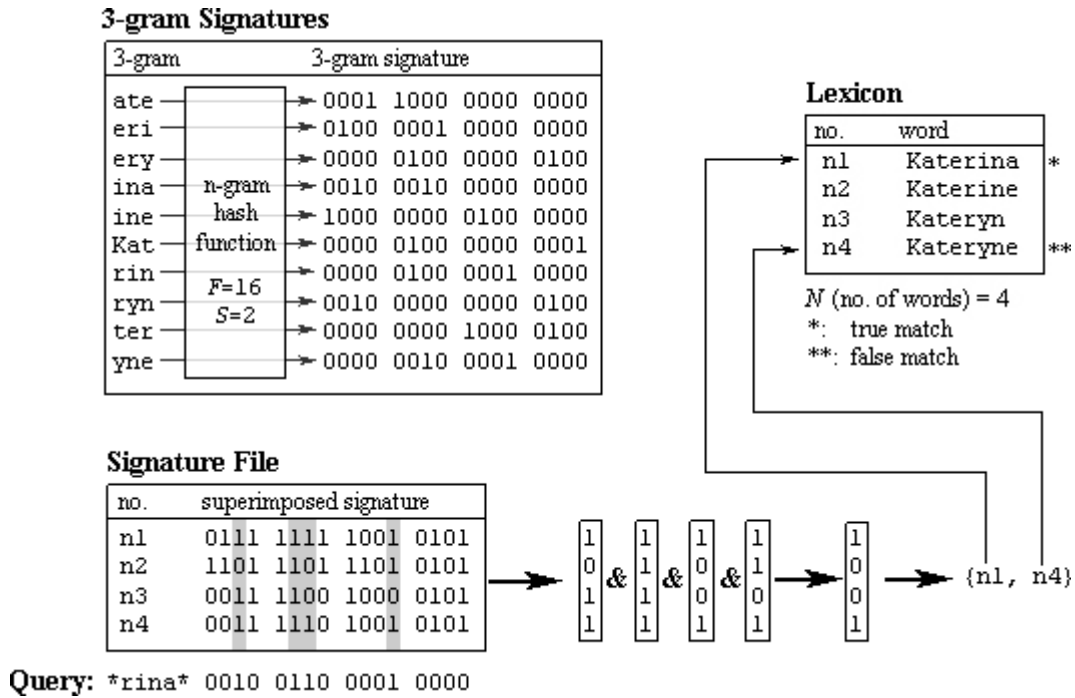 3-gram Signatures
3-gram 3-gram signature
ate 0001 1000 0000 0000
eri 0100 0001 0000 0000
ery 0000 0100 0000 0100
ina 0010 0010 0000 0000
ine 1000 0000 0100 0000
Kat 0000 0100 0000 0001
rin 0000 0100 0001 0000
ryn 0010 0000 0000 0100
ter 0000 0000 1000 0100
yne 0000 0010 0001 0000
n-gram
hash
function
F=16
S=2
Lexicon
no. word
n1 Katerina *
n2 Katerine
n3 Kateryn
n4 Kateryne **
N (no. of words) = 4
*: true match
**: false match
Signature File
no. superimposed signature
n1 0111 1111 1001 0101
n2 1101 1101 1101 0101
n3 0011 1100 1000 0101
n4 0011 1110 1001 0101
1 1 1 1 1
0 & 1 & 0 & 1 0 {n1, n4}
1 1 0 0 0
1 1 1 1 1
Query: *rina* 0010 0110 0001 0000